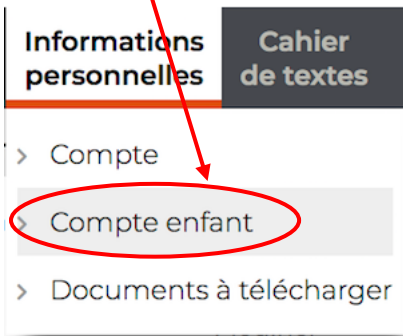 Informations personnelles
Cahier de textes
> Compte
> Compte enfant
> Documents à télécharger